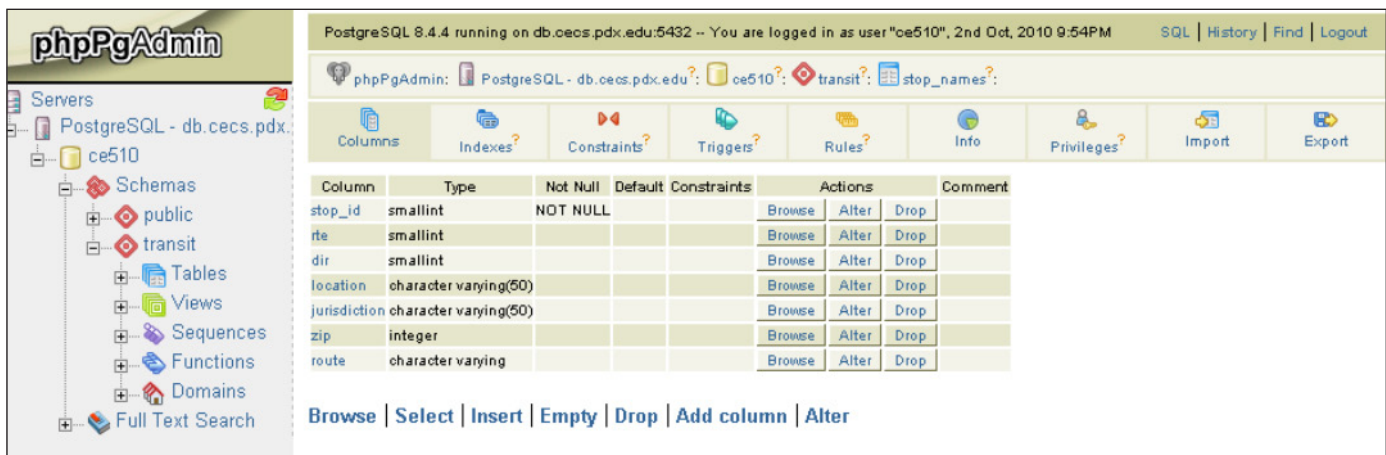 phpPgAdmin
Servers
PostgreSQL - db.cecs.pdx.
ce510
Schemas
public
transit
Tables
Views
Sequences
Functions
Domains
Full Text Search
PostgreSQL 8.4.4 running on db.cecs.pdx.edu:5432 -- You are logged in as user "ce510", 2nd Oct, 2010 9:54PM SQL | History | Find | Logout
phpPgAdmin: PostgreSQL - db.cecs.pdx.edu?: ce510?: transit?: stop_names?:
Columns Indexes? Constraints? Triggers? Rules? Info Privileges? Import Export
Column Type Not Null Default Constraints Actions Comment
stop_id smallint NOT NULL Browse Alter Drop
rte smallint Browse Alter Drop
dir smallint Browse Alter Drop
location character varying(50) Browse Alter Drop
jurisdiction character varying(50) Browse Alter Drop
zip integer Browse Alter Drop
route character varying Browse Alter Drop
Browse | Select | Insert | Empty | Drop | Add column | Alter